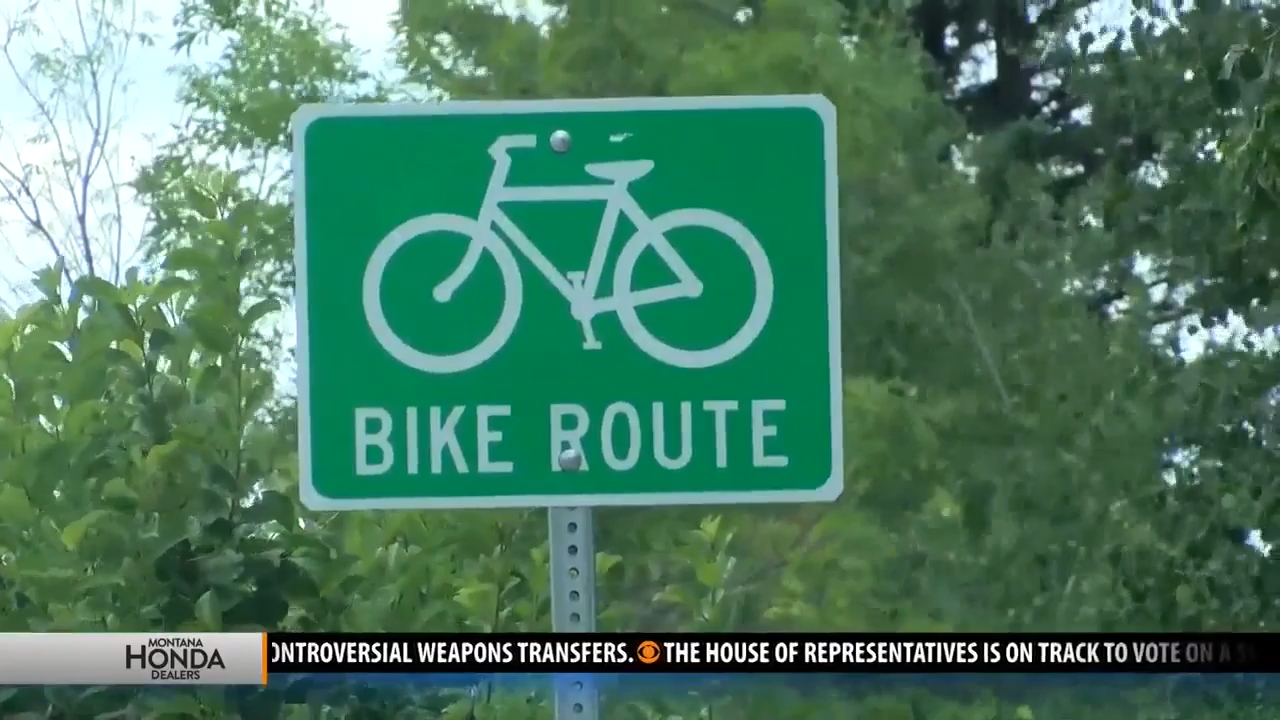 BIKE ROUTE
MONTANA
HONDA
DEALERS
ONTROVERSIAL WEAPONS TRANSFERS. THE HOUSE OF REPRESENTATIVES IS ON TRACK TO VOTE ON A